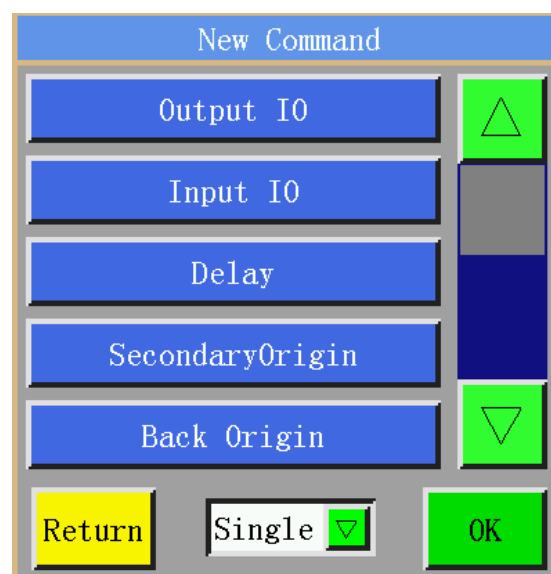 New Command
Output IO
Input IO
Delay
SecondaryOrigin
Back Origin
Return
Single
OK